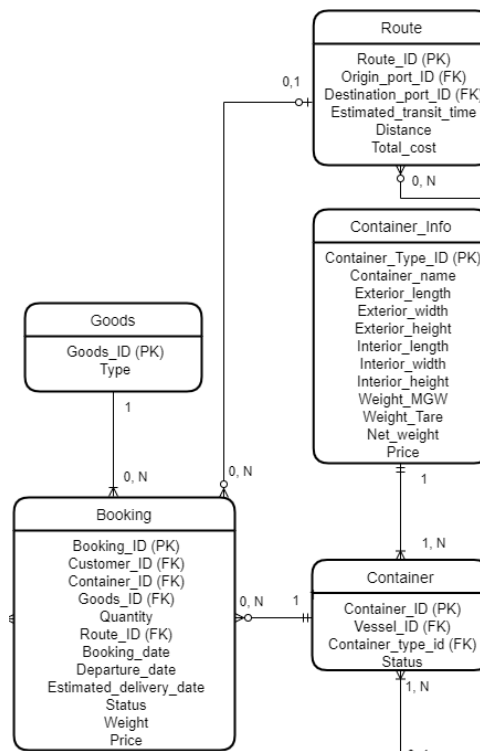 Route
Route_ID (PK)
Origin_port_ID (FK)
Destination_port_ID (FK)
Estimated_transit_time
Distance
Total_cost
0,1
0, N
Container_Info
Container_Type_ID (PK)
Container_name
Exterior_length
Exterior_width
Exterior_height
Interior_length
Interior_width
Interior_height
Weight_MGW
Weight_Tare
Net_weight
Price
Goods
Goods_ID (PK)
Type
1
0, N
0, N
1
1, N
Booking
Booking_ID (PK)
Customer_ID (FK)
Container_ID (FK)
Goods_ID (FK)
Quantity
Route_ID (FK)
Booking_date
Departure_date
Estimated_delivery_date
Status
Weight
Price
0, N
1
Container
Container_ID (PK)
Vessel_ID (FK)
Container_type_id (FK)
Status
1, N